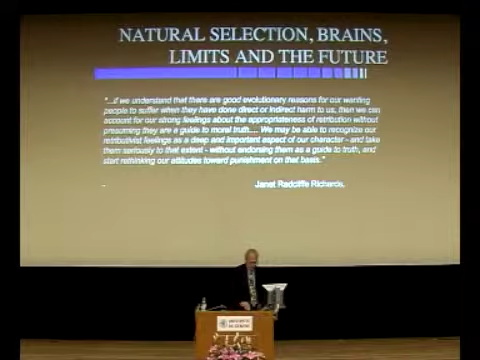 NATURAL SELECTION, BRAINS,
LIMITS AND THE FUTURE
"...if we understand that there are good evolutionary reasons for our wanting
people to suffer when they have done direct or indirect harm to us, then we can
account for our strong feelings about the appropriateness of retribution without
presuming they are a guide to moral truth.... We may be able to recognize our
retributivist feelings as a deep and important aspect of our character - and take
them seriously to that extent - without endorsing them as a guide to truth, and
start rethinking our attitudes toward punishment on that basis."
Janet Radcliffe Richards.